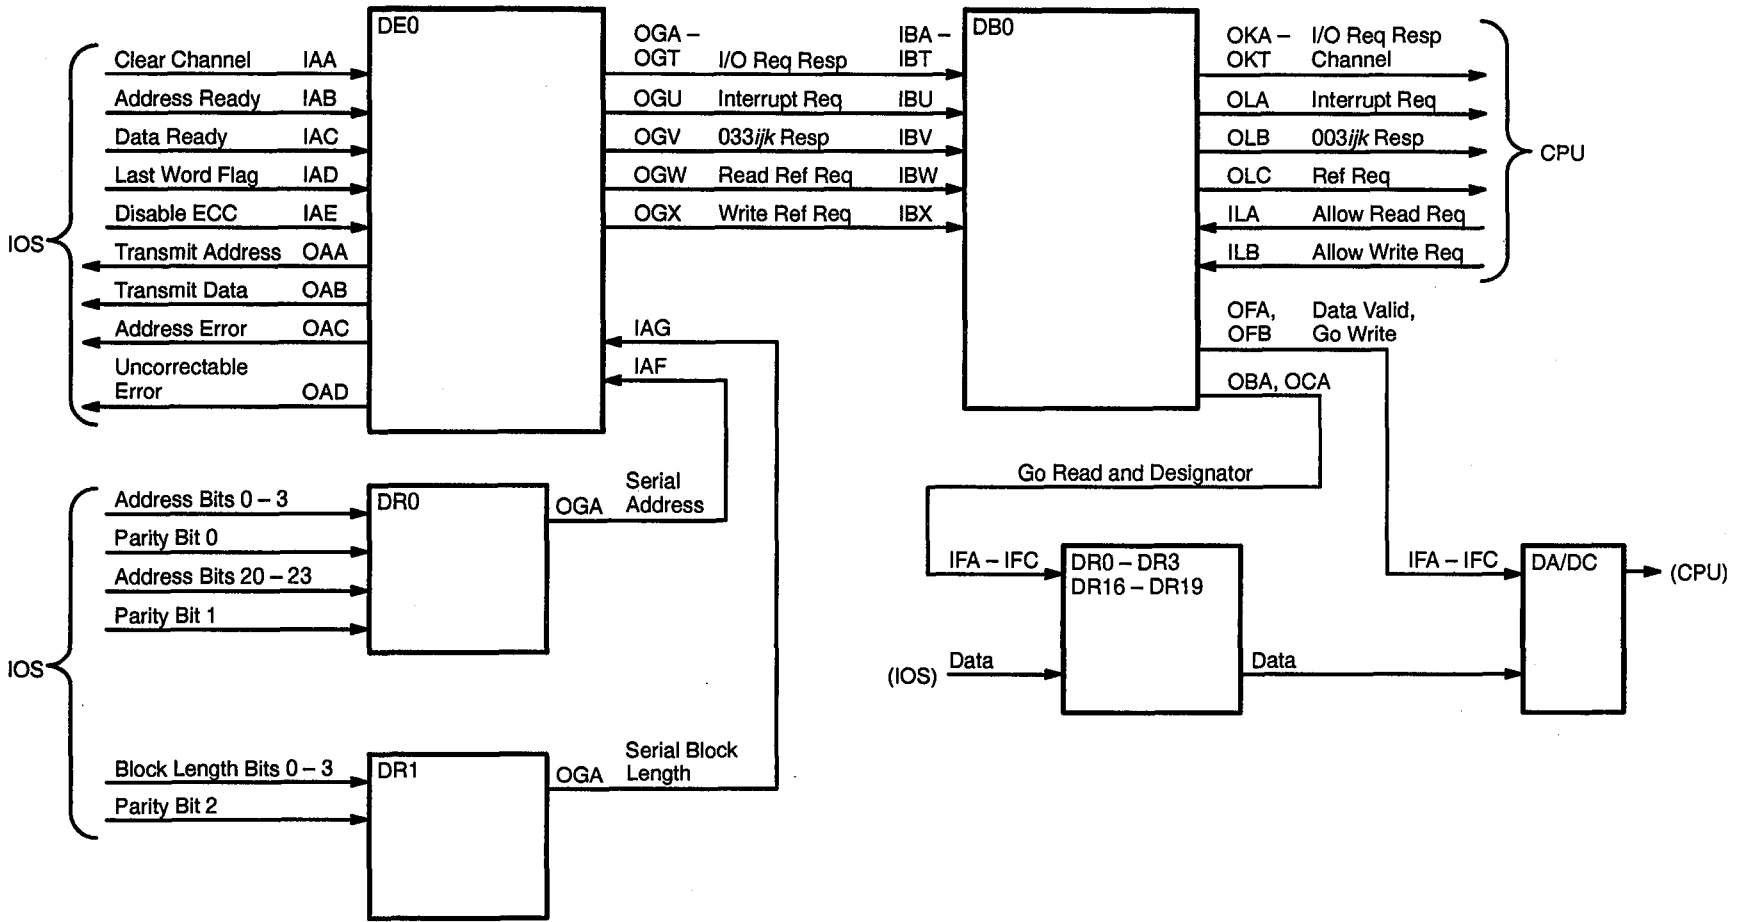 DE0
DB0
IOS
Clear Channel IAA
Address Ready IAB
Data Ready IAC
Last Word Flag IAD
Disable ECC IAE
Transmit Address OAA
Transmit Data OAB
Address Error OAC
Uncorrectable
Error OAD
OGA –
OGT I/O Req Resp
IBA –
IBT
OGU Interrupt Req IBU
OGV 033ijk Resp IBV
OGW Read Ref Req IBW
OGX Write Ref Req IBX
IAG
IAF
OKA – I/O Req Resp
OKT Channel
OLA Interrupt Req
OLB 003ijk Resp
OLC Ref Req
ILA Allow Read Req
ILB Allow Write Req
CPU
OFA, Data Valid,
OFB Go Write
OBA, OCA
Go Read and Designator
IOS
Address Bits 0 – 3
Parity Bit 0
Address Bits 20 – 23
Parity Bit 1
DR0
OGA
Serial
Address
Block Length Bits 0 – 3
Parity Bit 2
DR1
OGA
Serial Block
Length
IFA – IFC
DR0 – DR3
DR16 – DR19
IFA – IFC
DA/DC
(CPU)
(IOS)
Data
Data